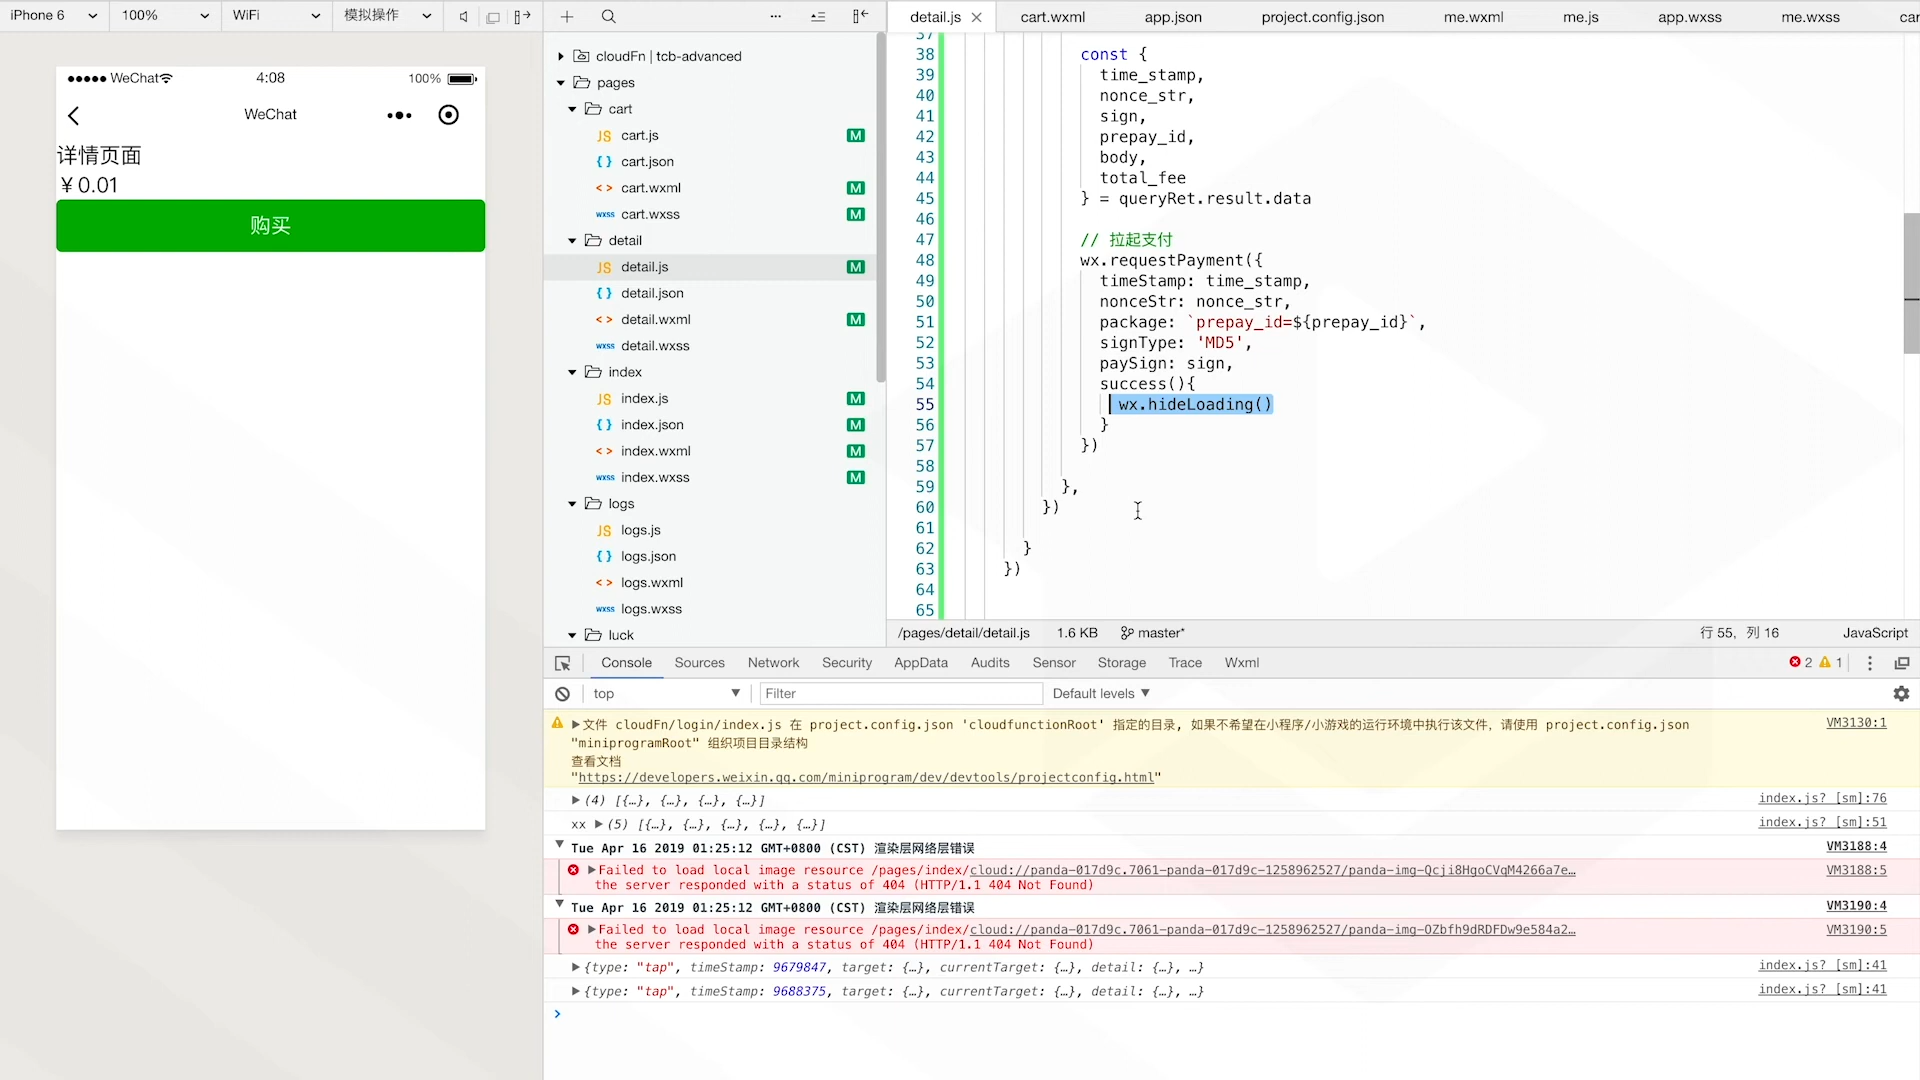 iPhone 6
100%
WiFi
模拟操作
WeChat
4:08
100%
WeChat
详情页面
￥0.01
购买
cloudFn | tcb-advanced
pages
cart
JS cart.js M
{ } cart.json
<> cart.wxml M
wxss cart.wxss M
detail
JS detail.js M
{ } detail.json
<> detail.wxml M
wxss detail.wxss
index
JS index.js M
{ } index.json M
<> index.wxml M
wxss index.wxss M
logs
JS logs.js
{ } logs.json
<> logs.wxml
wxss logs.wxss
luck
detail.js
cart.wxml
app.json
project.config.json
me.wxml
me.js
app.wxss
me.wxss
car
37
38 const {
39 time_stamp,
40 nonce_str,
41 sign,
42 prepay_id,
43 body,
44 total_fee
45 } = queryRet.result.data
46
47 // 拉起支付
48 wx.requestPayment({
49 timeStamp: time_stamp,
50 nonceStr: nonce_str,
51 package: `prepay_id=${prepay_id}`,
52 signType: 'MD5',
53 paySign: sign,
54 success(){
55 wx.hideLoading()
56 }
57 })
58
59 },
60 })
61
62 }
63 })
64
65
/pages/detail/detail.js 1.6 KB master* 行 55, 列 16 JavaScript
Console Sources Network Security AppData Audits Sensor Storage Trace Wxml 2 1
top Filter Default levels
文件 cloudFn/login/index.js 在 project.config.json 'cloudfunctionRoot' 指定的目录, 如果不希望在小程序/小游戏的运行环境中执行该文件, 请使用 project.config.json VM3130:1
"miniprogramRoot" 组织项目目录结构
查看文档
"https://developers.weixin.qq.com/miniprogram/dev/devtools/projectconfig.html"
(4) [{…}, {…}, {…}, {…}] index.js? [sm]:76
xx (5) [{…}, {…}, {…}, {…}, {…}] index.js? [sm]:51
Tue Apr 16 2019 01:25:12 GMT+0800 (CST) 渲染层网络层错误 VM3188:4
Failed to load local image resource /pages/index/cloud://panda-017d9c.7061-panda-017d9c-1258962527/panda-img-Qcji8HgoCVqM4266a7e… VM3188:5
the server responded with a status of 404 (HTTP/1.1 404 Not Found)
Tue Apr 16 2019 01:25:12 GMT+0800 (CST) 渲染层网络层错误 VM3190:4
Failed to load local image resource /pages/index/cloud://panda-017d9c.7061-panda-017d9c-1258962527/panda-img-OZbfh9dRDFDw9e584a2… VM3190:5
the server responded with a status of 404 (HTTP/1.1 404 Not Found)
{type: "tap", timeStamp: 9679847, target: {…}, currentTarget: {…}, detail: {…}, …} index.js? [sm]:41
{type: "tap", timeStamp: 9688375, target: {…}, currentTarget: {…}, detail: {…}, …} index.js? [sm]:41